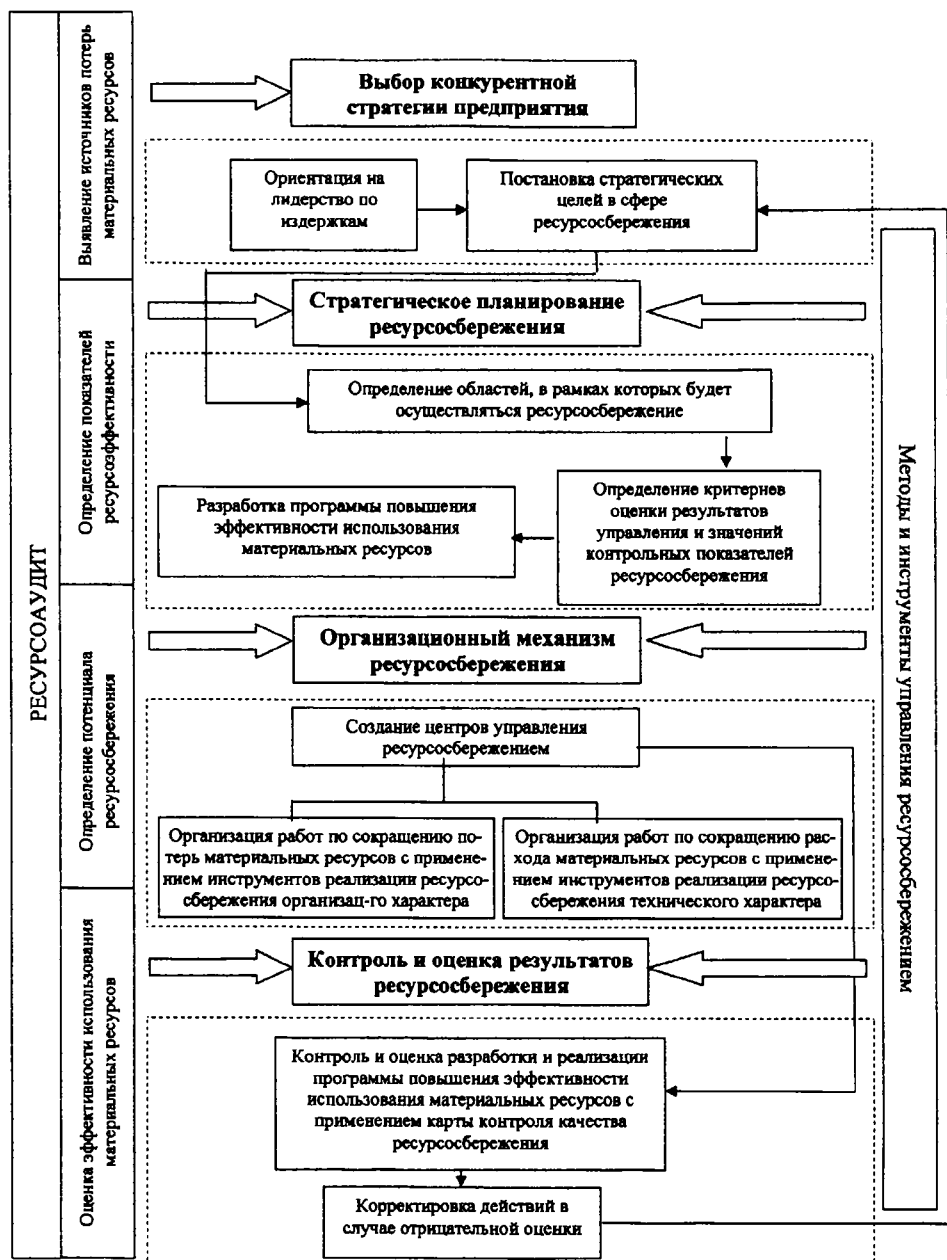 РЕСУРСОАУДИТ
Выявление источников потерь
материальных ресурсов
Определение показателей
ресурсоэффективности
Определение потенциала
ресурсосбережения
Оценка эффективности использования
материальных ресурсов
Выбор конкурентной
стратегии предприятия
Ориентация на
лидерство по
издержкам
Постановка стратегических
целей в сфере
ресурсосбережения
Стратегическое планирование
ресурсосбережения
Определение областей, в рамках которых будет
осуществляться ресурсосбережение
Разработка программы повышения
эффективности использования
материальных ресурсов
Определение критериев
оценки результатов
управления и значений
контрольных показателей
ресурсосбережения
Организационный механизм
ресурсосбережения
Создание центров управления
ресурсосбережением
Организация работ по сокращению по-
терь материальных ресурсов с примене-
нием инструментов реализации ресурсо-
сбережения организац-го характера
Организация работ по сокращению рас-
хода материальных ресурсов с примене-
нием инструментов реализации ресурсо-
сбережения технического характера
Контроль и оценка результатов
ресурсосбережения
Контроль и оценка разработки и реализации
программы повышения эффективности
использования материальных ресурсов с
применением карты контроля качества
ресурсосбережения
Корректировка действий в
случае отрицательной оценки
Методы и инструменты управления ресурсосбережением